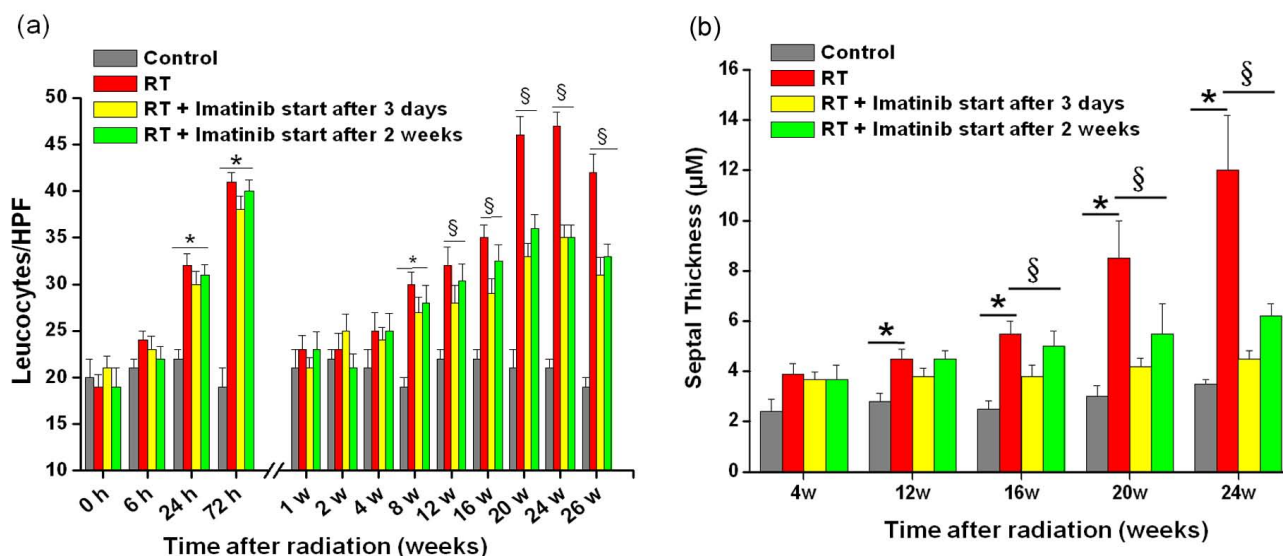 (a)
Control
RT
RT + Imatinib start after 3 days
RT + Imatinib start after 2 weeks
Leucocytes/HPF
50
45
40
35
30
25
20
15
10
*
*
*
§
§
§
§
§
0 h
6 h
24 h
72 h
1 w
2 w
4 w
8 w
12 w
16 w
20 w
24 w
26 w
Time after radiation (weeks)
(b)
Control
RT
RT + Imatinib start after 3 days
RT + Imatinib start after 2 weeks
Septal Thickness (µM)
16
14
12
10
8
6
4
2
0
*
*
§
*
§
*
§
4w
12w
16w
20w
24w
Time after radiation (weeks)